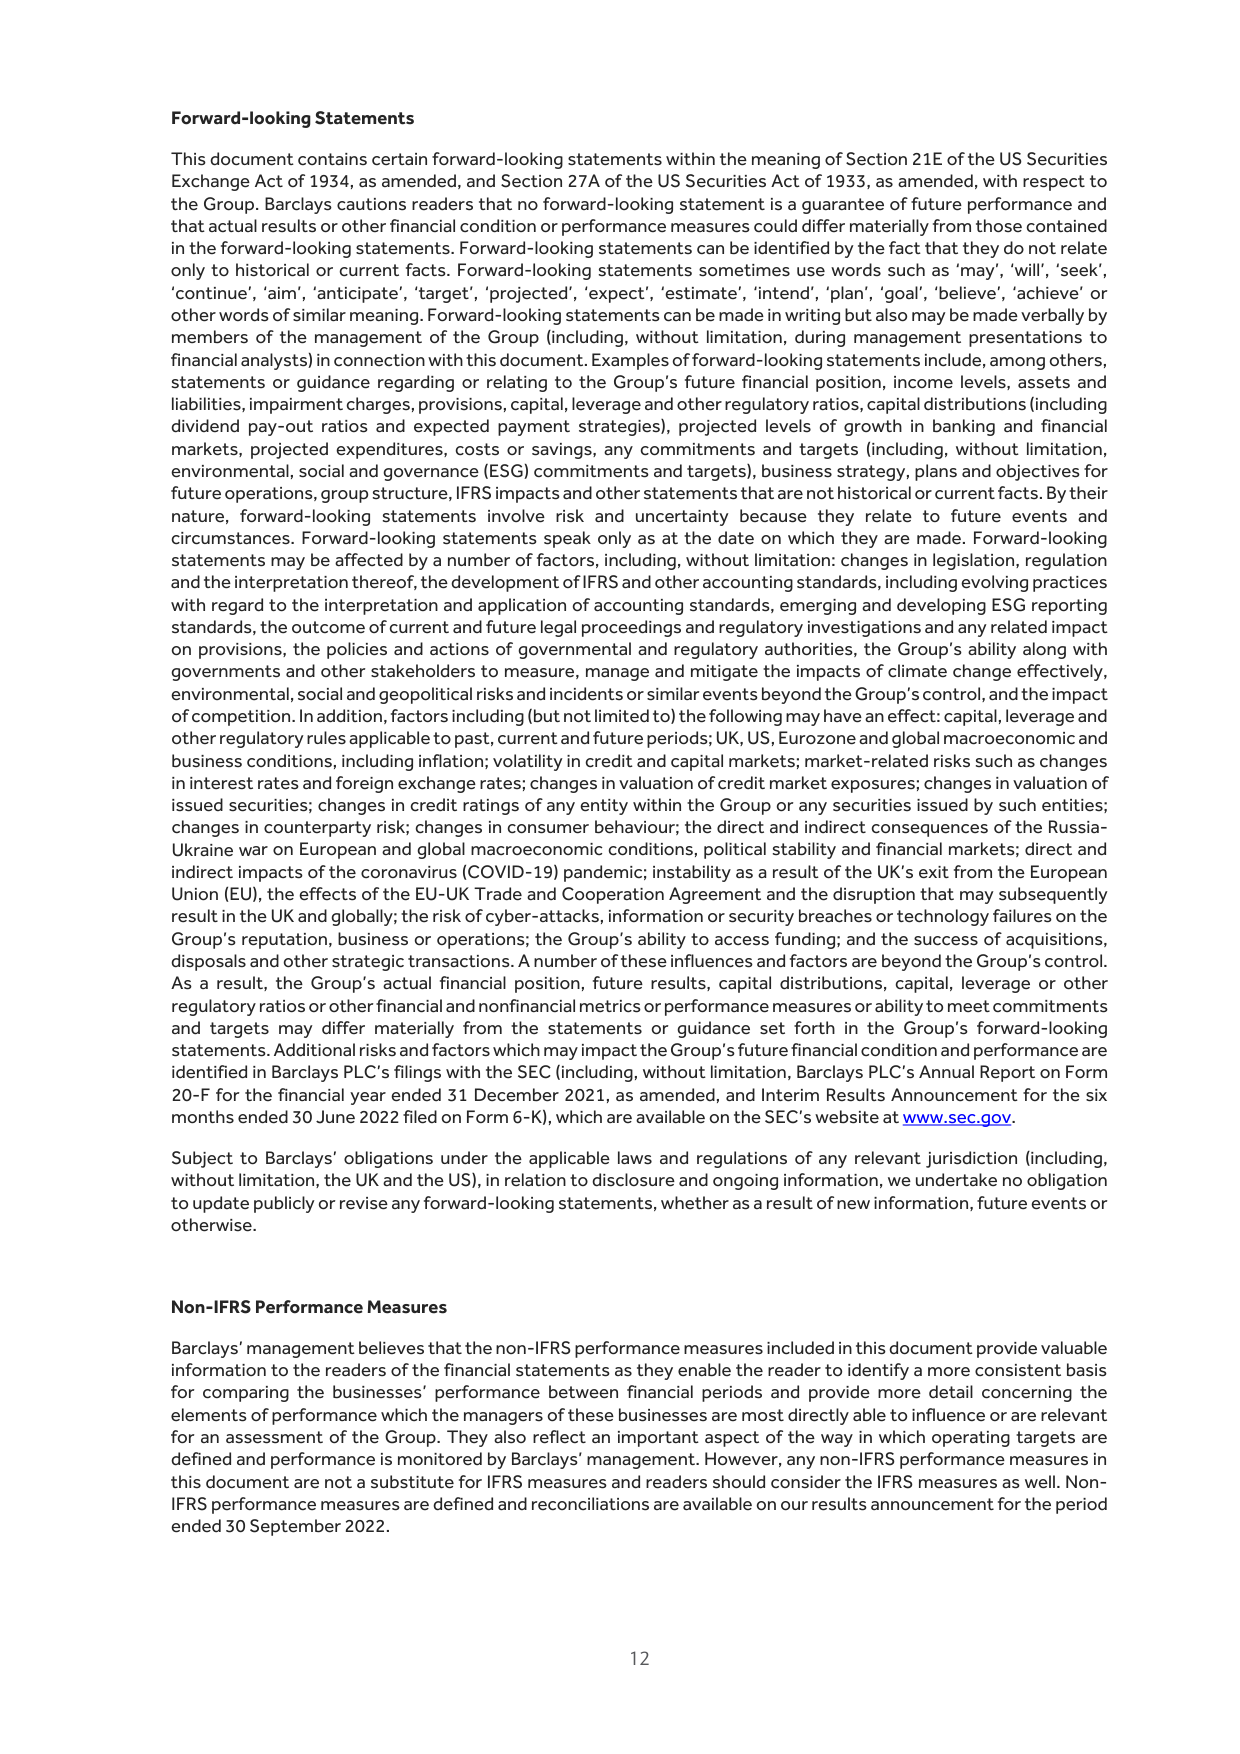 Forward-looking Statements
This document contains certain forward-looking statements within the meaning of Section 21E of the US Securities
Exchange Act of 1934, as amended, and Section 27A of the US Securities Act of 1933, as amended, with respect to
the Group. Barclays cautions readers that no forward-looking statement is a guarantee of future performance and
that actual results or other financial condition or performance measures could differ materially from those contained
in the forward-looking statements. Forward-looking statements can be identified by the fact that they do not relate
only to historical or current facts. Forward-looking statements sometimes use words such as ‘may’, ‘will’, ‘seek’,
‘continue’, ‘aim’, ‘anticipate’, ‘target’, ‘projected’, ‘expect’, ‘estimate’, ‘intend’, ‘plan’, ‘goal’, ‘believe’, ‘achieve’ or
other words of similar meaning. Forward-looking statements can be made in writing but also may be made verbally by
members of the management of the Group (including, without limitation, during management presentations to
financial analysts) in connection with this document. Examples of forward-looking statements include, among others,
statements or guidance regarding or relating to the Group’s future financial position, income levels, assets and
liabilities, impairment charges, provisions, capital, leverage and other regulatory ratios, capital distributions (including
dividend pay-out ratios and expected payment strategies), projected levels of growth in banking and financial
markets, projected expenditures, costs or savings, any commitments and targets (including, without limitation,
environmental, social and governance (ESG) commitments and targets), business strategy, plans and objectives for
future operations, group structure, IFRS impacts and other statements that are not historical or current facts. By their
nature, forward-looking statements involve risk and uncertainty because they relate to future events and
circumstances. Forward-looking statements speak only as at the date on which they are made. Forward-looking
statements may be affected by a number of factors, including, without limitation: changes in legislation, regulation
and the interpretation thereof, the development of IFRS and other accounting standards, including evolving practices
with regard to the interpretation and application of accounting standards, emerging and developing ESG reporting
standards, the outcome of current and future legal proceedings and regulatory investigations and any related impact
on provisions, the policies and actions of governmental and regulatory authorities, the Group’s ability along with
governments and other stakeholders to measure, manage and mitigate the impacts of climate change effectively,
environmental, social and geopolitical risks and incidents or similar events beyond the Group’s control, and the impact
of competition. In addition, factors including (but not limited to) the following may have an effect: capital, leverage and
other regulatory rules applicable to past, current and future periods; UK, US, Eurozone and global macroeconomic and
business conditions, including inflation; volatility in credit and capital markets; market-related risks such as changes
in interest rates and foreign exchange rates; changes in valuation of credit market exposures; changes in valuation of
issued securities; changes in credit ratings of any entity within the Group or any securities issued by such entities;
changes in counterparty risk; changes in consumer behaviour; the direct and indirect consequences of the Russia-
Ukraine war on European and global macroeconomic conditions, political stability and financial markets; direct and
indirect impacts of the coronavirus (COVID-19) pandemic; instability as a result of the UK’s exit from the European
Union (EU), the effects of the EU-UK Trade and Cooperation Agreement and the disruption that may subsequently
result in the UK and globally; the risk of cyber-attacks, information or security breaches or technology failures on the
Group’s reputation, business or operations; the Group’s ability to access funding; and the success of acquisitions,
disposals and other strategic transactions. A number of these influences and factors are beyond the Group’s control.
As a result, the Group’s actual financial position, future results, capital distributions, capital, leverage or other
regulatory ratios or other financial and nonfinancial metrics or performance measures or ability to meet commitments
and targets may differ materially from the statements or guidance set forth in the Group’s forward-looking
statements. Additional risks and factors which may impact the Group’s future financial condition and performance are
identified in Barclays PLC’s filings with the SEC (including, without limitation, Barclays PLC’s Annual Report on Form
20-F for the financial year ended 31 December 2021, as amended, and Interim Results Announcement for the six
months ended 30 June 2022 filed on Form 6-K), which are available on the SEC’s website at www.sec.gov.
Subject to Barclays’ obligations under the applicable laws and regulations of any relevant jurisdiction (including,
without limitation, the UK and the US), in relation to disclosure and ongoing information, we undertake no obligation
to update publicly or revise any forward-looking statements, whether as a result of new information, future events or
otherwise.
Non-IFRS Performance Measures
Barclays’ management believes that the non-IFRS performance measures included in this document provide valuable
information to the readers of the financial statements as they enable the reader to identify a more consistent basis
for comparing the businesses’ performance between financial periods and provide more detail concerning the
elements of performance which the managers of these businesses are most directly able to influence or are relevant
for an assessment of the Group. They also reflect an important aspect of the way in which operating targets are
defined and performance is monitored by Barclays’ management. However, any non-IFRS performance measures in
this document are not a substitute for IFRS measures and readers should consider the IFRS measures as well. Non-
IFRS performance measures are defined and reconciliations are available on our results announcement for the period
ended 30 September 2022.
12